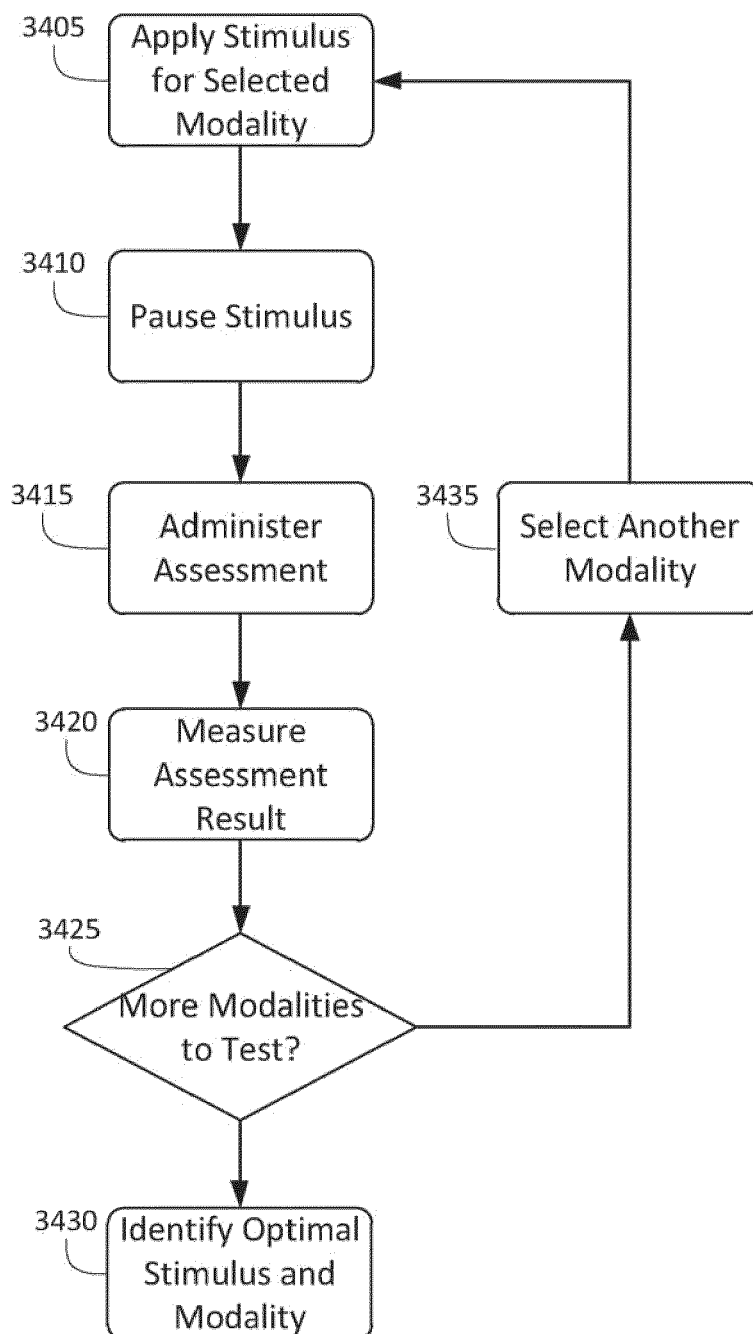 3405
Apply Stimulus
for Selected
Modality
3410
Pause Stimulus
3415
Administer
Assessment
3435
Select Another
Modality
3420
Measure
Assessment
Result
3425
More Modalities
to Test?
3430
Identify Optimal
Stimulus and
Modality